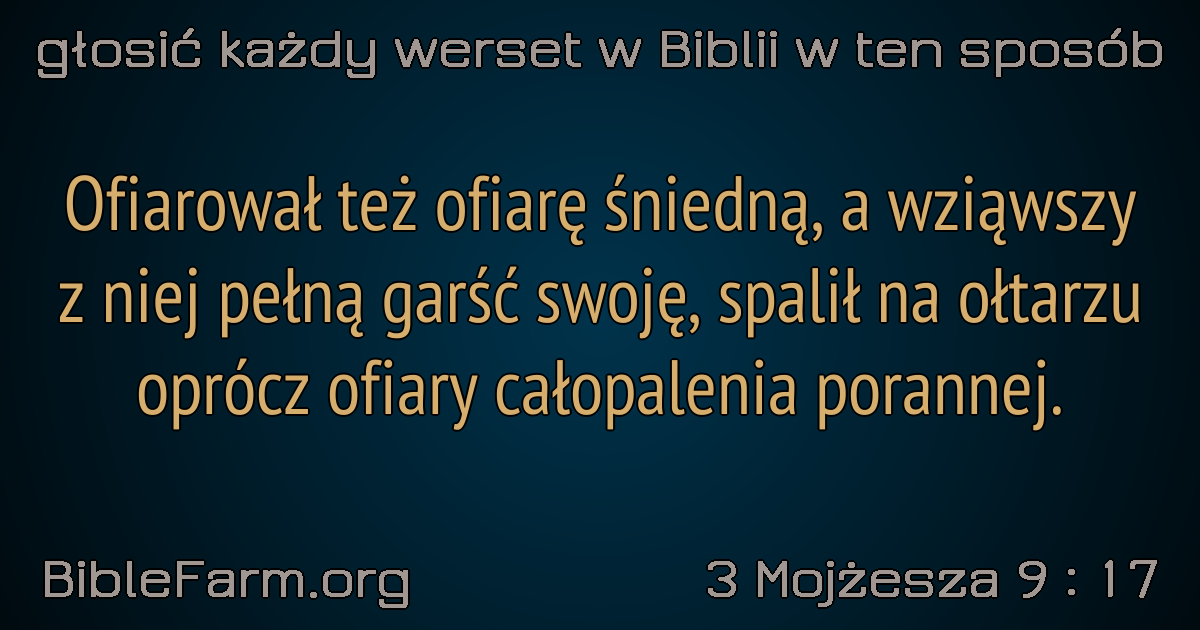 głosić każdy werset w Biblii w ten sposób
Ofiarował też ofiarę śniedną, a wziąwszy
z niej pełną garść swoję, spalił na ołtarzu
oprócz ofiary całopalenia porannej.
BibleFarm.org
3 Mojżesza 9 : 17